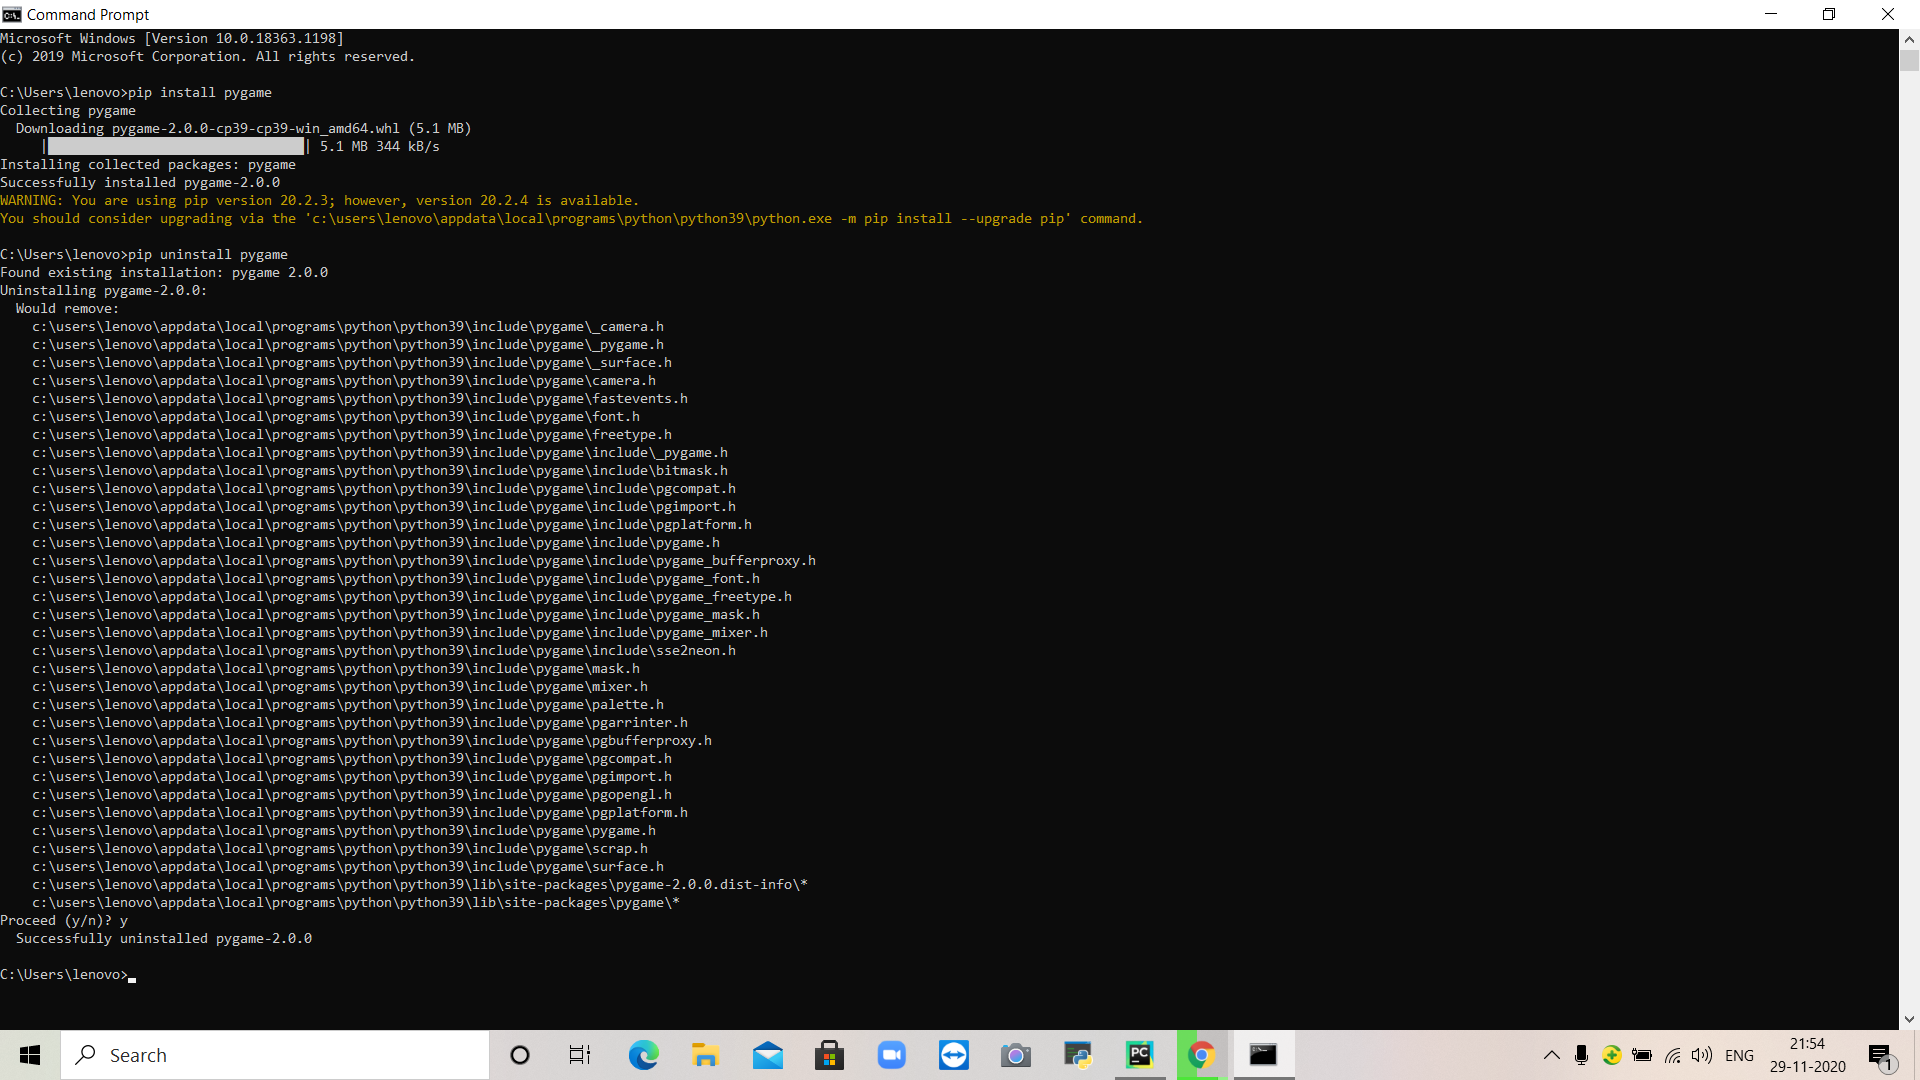 Command Prompt
Microsoft Windows [Version 10.0.18363.1198]
(c) 2019 Microsoft Corporation. All rights reserved.
C:\Users\lenovo>pip install pygame
Collecting pygame
Downloading pygame-2.0.0-cp39-cp39-win_amd64.whl (5.1 MB)
| | 5.1 MB 344 kB/s
Installing collected packages: pygame
Successfully installed pygame-2.0.0
WARNING: You are using pip version 20.2.3; however, version 20.2.4 is available.
You should consider upgrading via the 'c:\users\lenovo\appdata\local\programs\python\python39\python.exe -m pip install --upgrade pip' command.
C:\Users\lenovo>pip uninstall pygame
Found existing installation: pygame 2.0.0
Uninstalling pygame-2.0.0:
Would remove:
c:\users\lenovo\appdata\local\programs\python\python39\include\pygame\_camera.h
c:\users\lenovo\appdata\local\programs\python\python39\include\pygame\_pygame.h
c:\users\lenovo\appdata\local\programs\python\python39\include\pygame\_surface.h
c:\users\lenovo\appdata\local\programs\python\python39\include\pygame\camera.h
c:\users\lenovo\appdata\local\programs\python\python39\include\pygame\fastevents.h
c:\users\lenovo\appdata\local\programs\python\python39\include\pygame\font.h
c:\users\lenovo\appdata\local\programs\python\python39\include\pygame\freetype.h
c:\users\lenovo\appdata\local\programs\python\python39\include\pygame\include\_pygame.h
c:\users\lenovo\appdata\local\programs\python\python39\include\pygame\include\bitmask.h
c:\users\lenovo\appdata\local\programs\python\python39\include\pygame\include\pgcompat.h
c:\users\lenovo\appdata\local\programs\python\python39\include\pygame\include\pgimport.h
c:\users\lenovo\appdata\local\programs\python\python39\include\pygame\include\pgplatform.h
c:\users\lenovo\appdata\local\programs\python\python39\include\pygame\include\pygame.h
c:\users\lenovo\appdata\local\programs\python\python39\include\pygame\include\pygame_bufferproxy.h
c:\users\lenovo\appdata\local\programs\python\python39\include\pygame\include\pygame_font.h
c:\users\lenovo\appdata\local\programs\python\python39\include\pygame\include\pygame_freetype.h
c:\users\lenovo\appdata\local\programs\python\python39\include\pygame\include\pygame_mask.h
c:\users\lenovo\appdata\local\programs\python\python39\include\pygame\include\pygame_mixer.h
c:\users\lenovo\appdata\local\programs\python\python39\include\pygame\include\sse2neon.h
c:\users\lenovo\appdata\local\programs\python\python39\include\pygame\mask.h
c:\users\lenovo\appdata\local\programs\python\python39\include\pygame\mixer.h
c:\users\lenovo\appdata\local\programs\python\python39\include\pygame\palette.h
c:\users\lenovo\appdata\local\programs\python\python39\include\pygame\pgarrinter.h
c:\users\lenovo\appdata\local\programs\python\python39\include\pygame\pgbufferproxy.h
c:\users\lenovo\appdata\local\programs\python\python39\include\pygame\pgcompat.h
c:\users\lenovo\appdata\local\programs\python\python39\include\pygame\pgimport.h
c:\users\lenovo\appdata\local\programs\python\python39\include\pygame\pgopengl.h
c:\users\lenovo\appdata\local\programs\python\python39\include\pygame\pgplatform.h
c:\users\lenovo\appdata\local\programs\python\python39\include\pygame\pygame.h
c:\users\lenovo\appdata\local\programs\python\python39\include\pygame\scrap.h
c:\users\lenovo\appdata\local\programs\python\python39\include\pygame\surface.h
c:\users\lenovo\appdata\local\programs\python\python39\lib\site-packages\pygame-2.0.0.dist-info\*
c:\users\lenovo\appdata\local\programs\python\python39\lib\site-packages\pygame\*
Proceed (y/n)? y
Successfully uninstalled pygame-2.0.0
C:\Users\lenovo>
Search
PC
ENG
21:54
29-11-2020
1